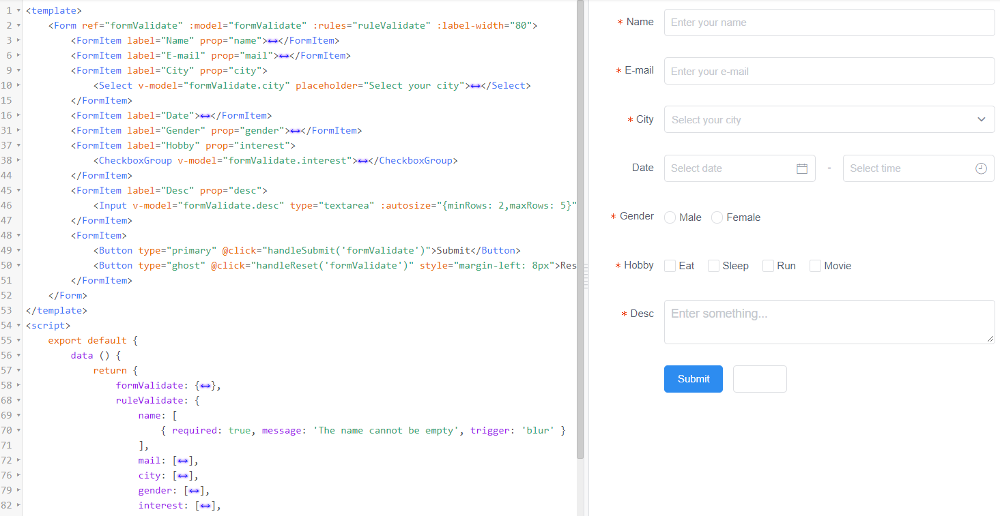 1 <template>
2 <Form ref="formValidate" :model="formValidate" :rules="ruleValidate" :label-width="80">
3 <FormItem label="Name" prop="name">↔</FormItem>
6 <FormItem label="E-mail" prop="mail">↔</FormItem>
9 <FormItem label="City" prop="city">
10 <Select v-model="formValidate.city" placeholder="Select your city">↔</Select>
15 </FormItem>
16 <FormItem label="Date">↔</FormItem>
31 <FormItem label="Gender" prop="gender">↔</FormItem>
37 <FormItem label="Hobby" prop="interest">
38 <CheckboxGroup v-model="formValidate.interest">↔</CheckboxGroup>
44 </FormItem>
45 <FormItem label="Desc" prop="desc">
46 <Input v-model="formValidate.desc" type="textarea" :autosize="{minRows: 2,maxRows: 5}"
47 </FormItem>
48 <FormItem>
49 <Button type="primary" @click="handleSubmit('formValidate')">Submit</Button>
50 <Button type="ghost" @click="handleReset('formValidate')" style="margin-left: 8px">Res
51 </FormItem>
52 </Form>
53 </template>
54 <script>
55 export default {
56 data () {
57 return {
58 formValidate: {↔},
68 ruleValidate: {
69 name: [
70 { required: true, message: 'The name cannot be empty', trigger: 'blur' }
71 ],
72 mail: [↔],
76 city: [↔],
79 gender: [↔],
82 interest: [↔],
* Name Enter your name
* E-mail Enter your e-mail
* City Select your city
Date Select date - Select time
* Gender Male Female
* Hobby Eat Sleep Run Movie
* Desc Enter something...
Submit